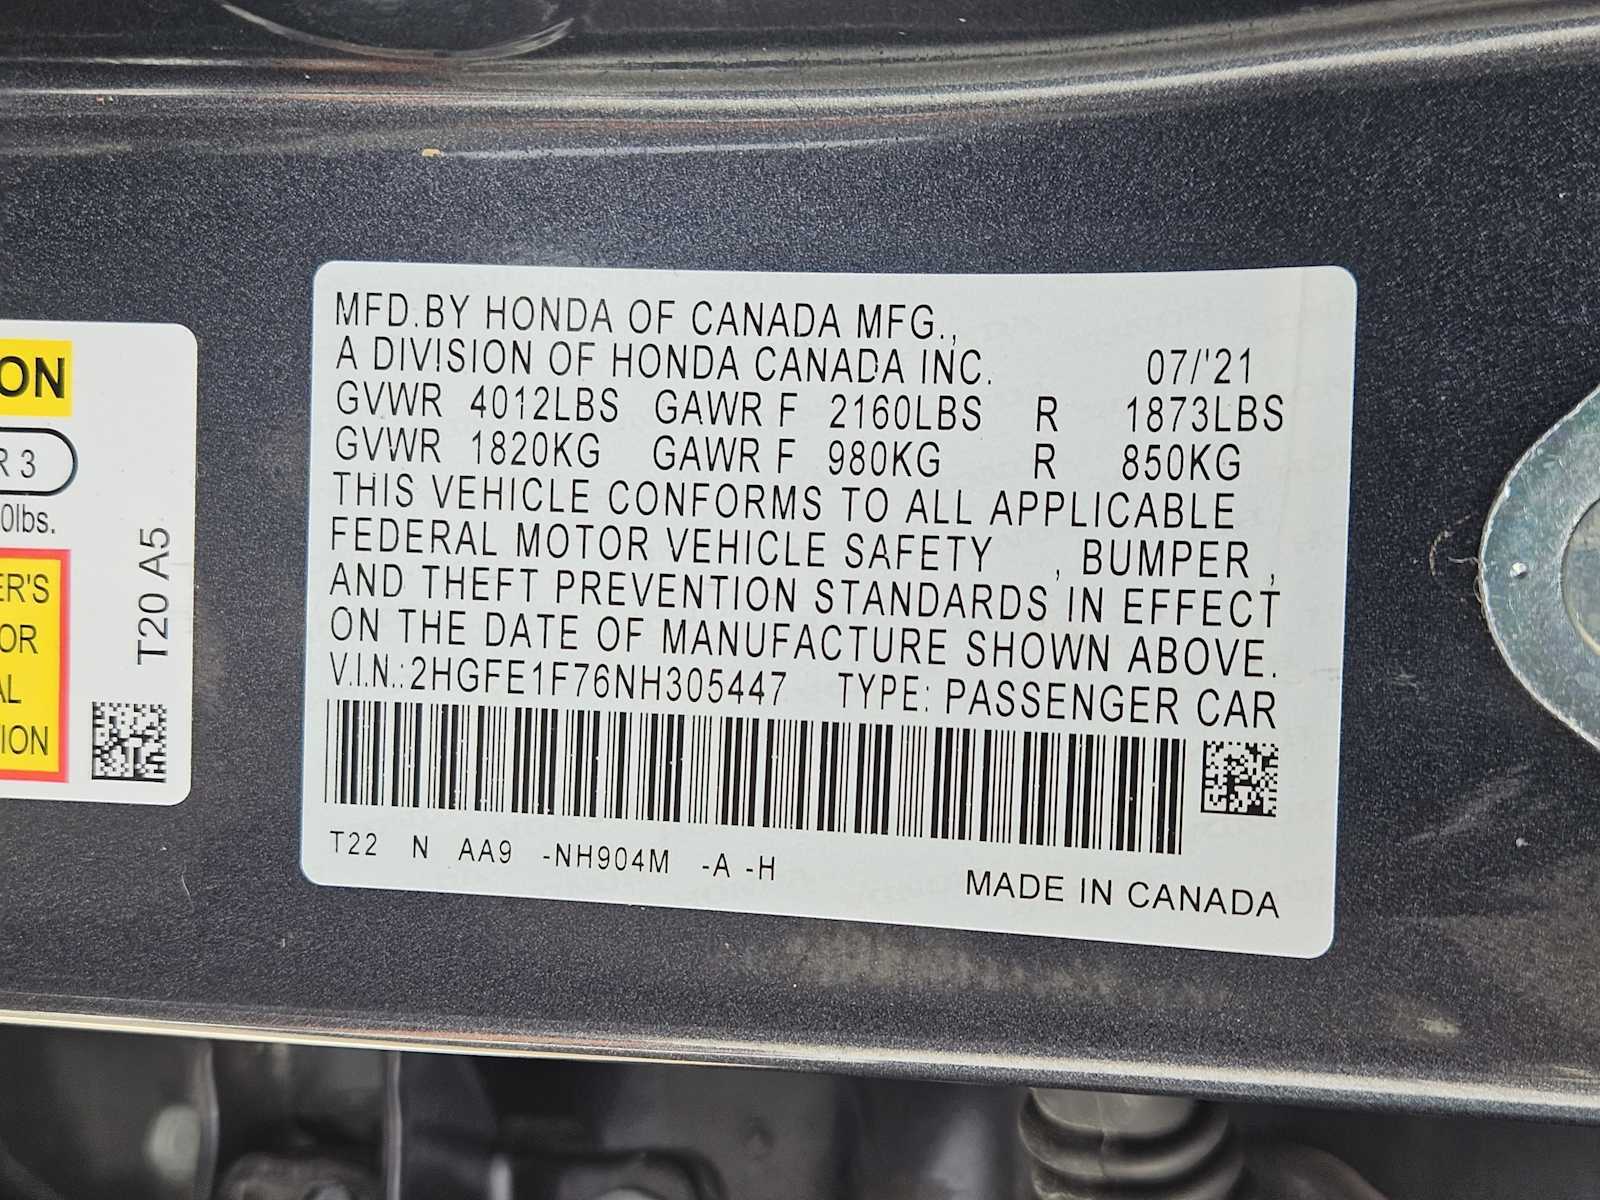 ON
R 3
0lbs.
ER'S
OR
AL
ION
T20 A5
MFD.BY HONDA OF CANADA MFG.,
A DIVISION OF HONDA CANADA INC. 07/'21
GVWR 4012LBS GAWR F 2160LBS R 1873LBS
GVWR 1820KG GAWR F 980KG R 850KG
THIS VEHICLE CONFORMS TO ALL APPLICABLE
FEDERAL MOTOR VEHICLE SAFETY , BUMPER ,
AND THEFT PREVENTION STANDARDS IN EFFECT
ON THE DATE OF MANUFACTURE SHOWN ABOVE.
V.I.N.:2HGFE1F76NH305447 TYPE: PASSENGER CAR
T22 N AA9 -NH904M -A -H
MADE IN CANADA